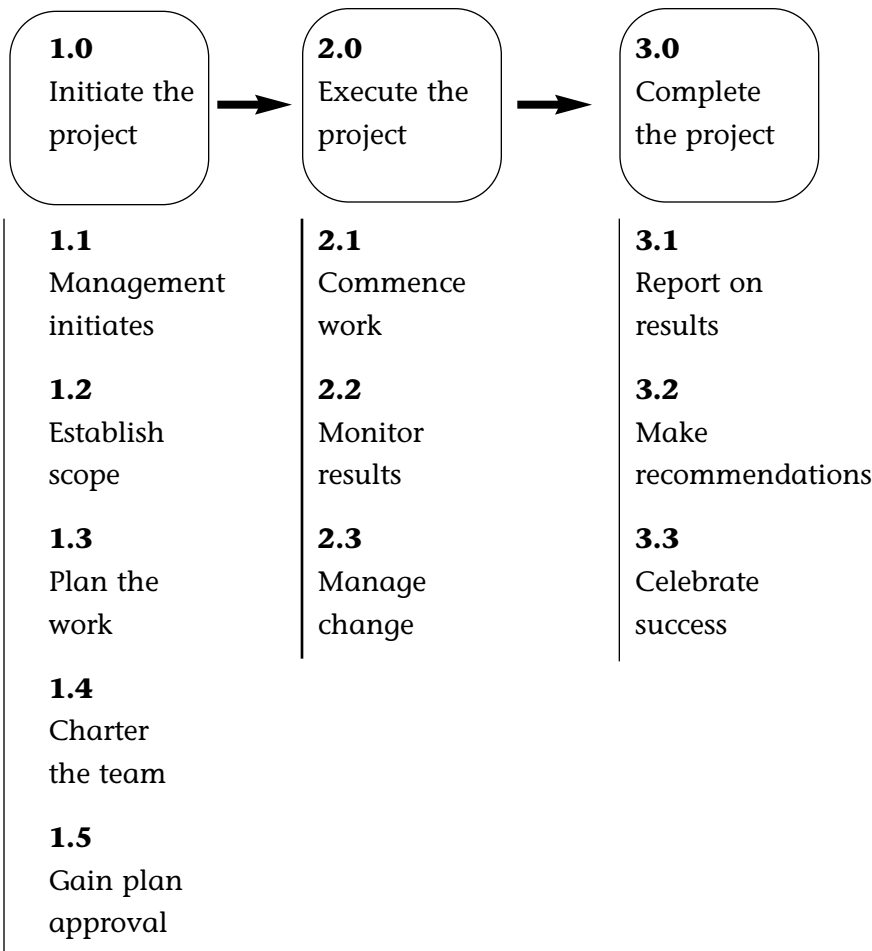 1.0
Initiate the
project
2.0
Execute the
project
3.0
Complete
the project
1.1
Management
initiates
1.2
Establish
scope
1.3
Plan the
work
1.4
Charter
the team
1.5
Gain plan
approval
2.1
Commence
work
2.2
Monitor
results
2.3
Manage
change
3.1
Report on
results
3.2
Make
recommendations
3.3
Celebrate
success